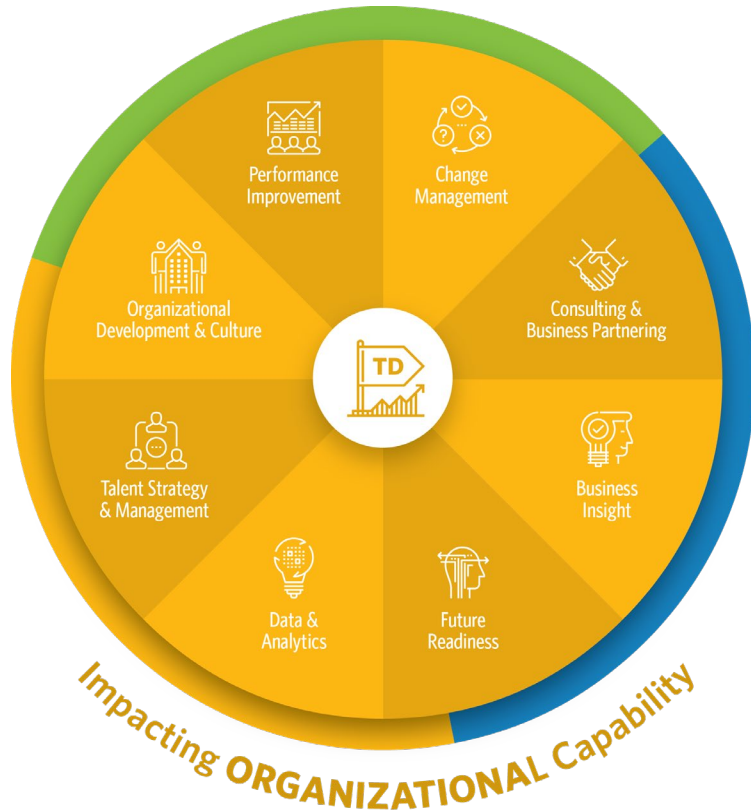 Performance
Improvement
Change
Management
Consulting &
Business Partnering
Business
Insight
Future
Readiness
Data &
Analytics
Talent Strategy
& Management
Organizational
Development & Culture
TD
?
Impacting ORGANIZATIONAL Capability